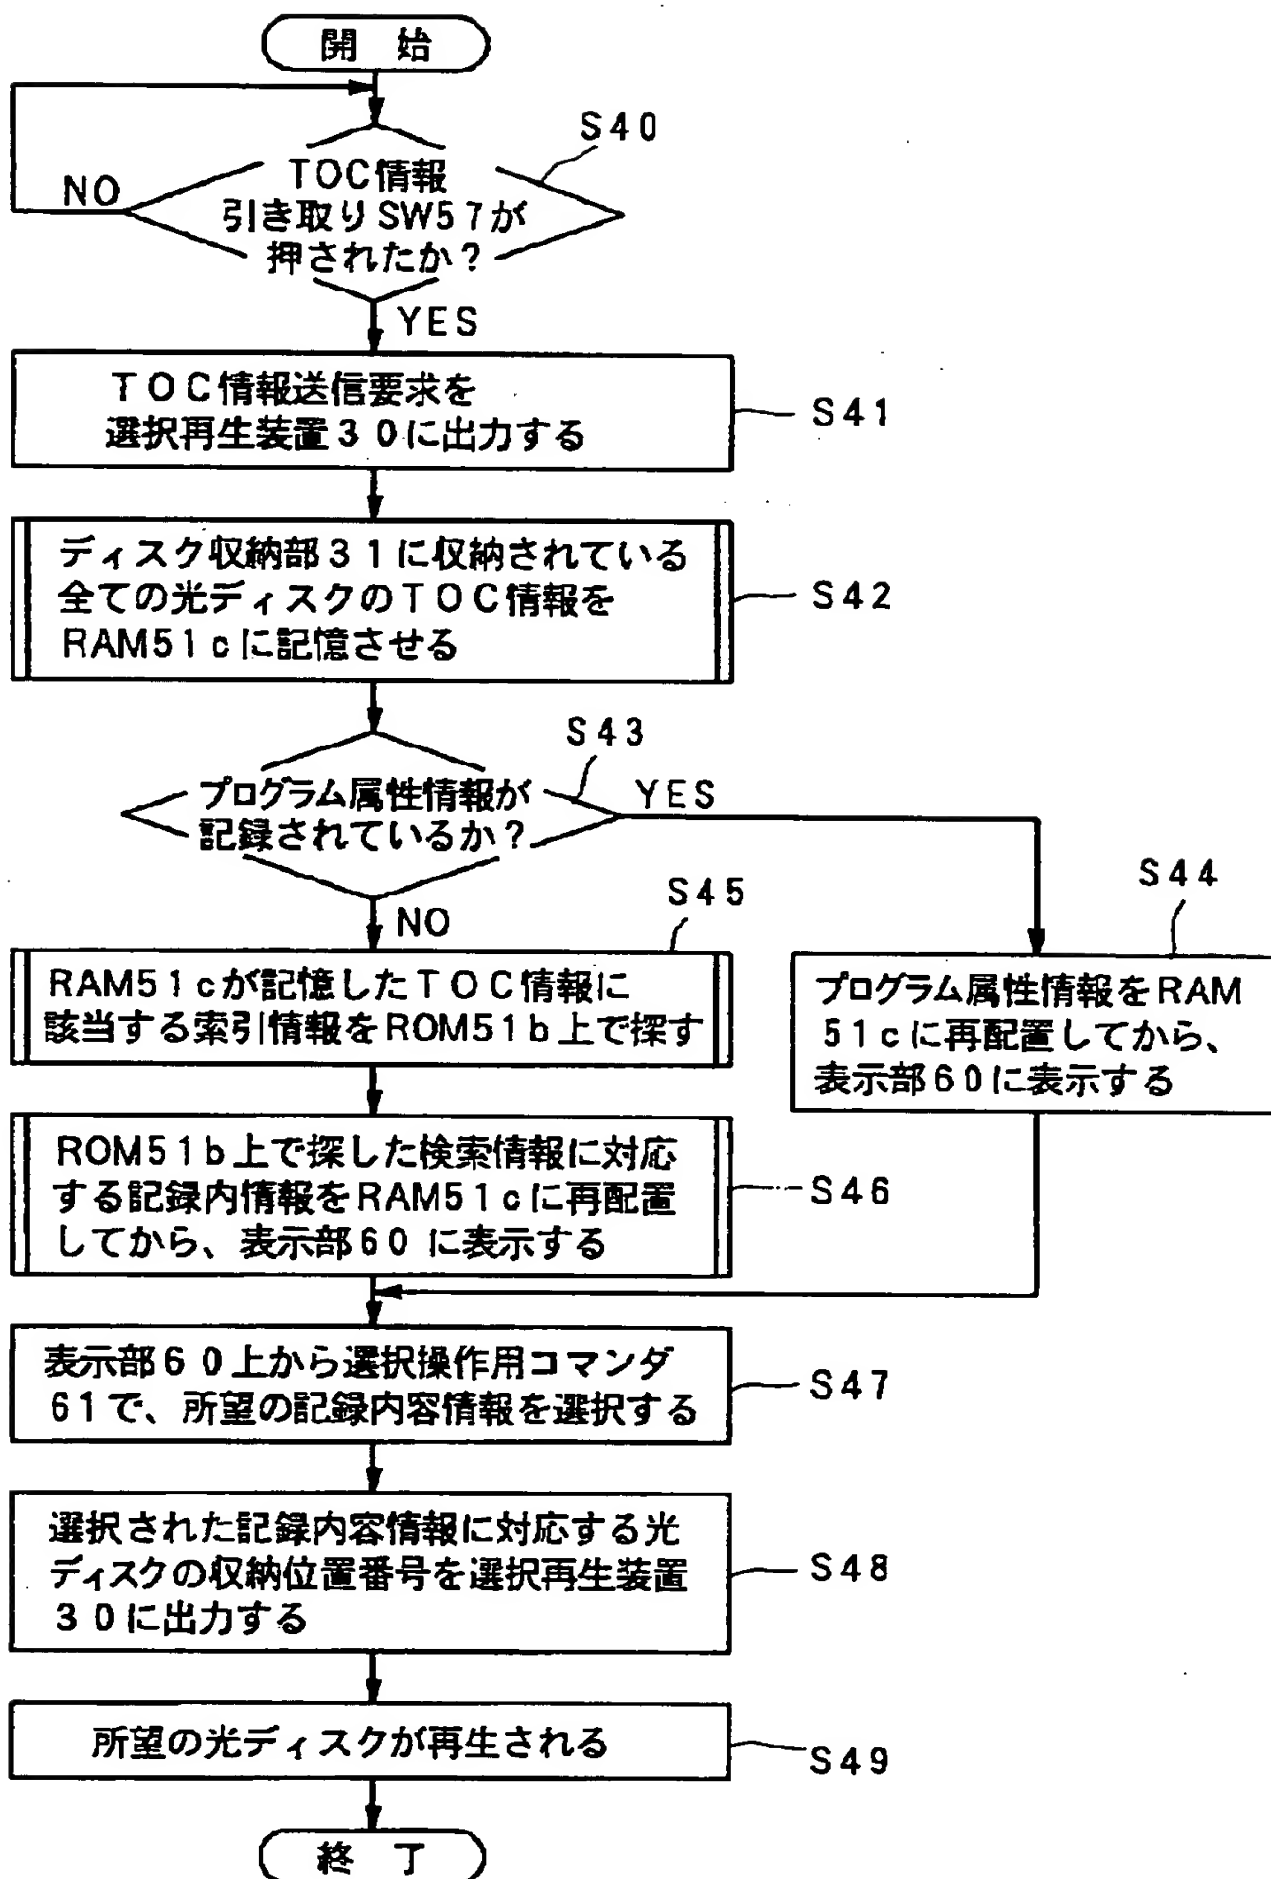 開 始
S40
TOC情報
引き取りSW57が
押されたか?
NO
YES
TOC情報送信要求を
選択再生装置30に出力する
S41
ディスク収納部31に収納されている
全ての光ディスクのTOC情報を
RAM51cに記憶させる
S42
S43
プログラム属性情報が
記録されているか?
YES
NO
S44
プログラム属性情報をRAM
51cに再配置してから、
表示部60に表示する
S45
RAM51cが記憶したTOC情報に
該当する索引情報をROM51b上で探す
ROM51b上で探した検索情報に対応
する記録内情報をRAM51cに再配置
してから、表示部60に表示する
S46
表示部60上から選択操作用コマンダ
61で、所望の記録内容情報を選択する
S47
選択された記録内容情報に対応する光
ディスクの収納位置番号を選択再生装置
30に出力する
S48
所望の光ディスクが再生される
S49
終 了